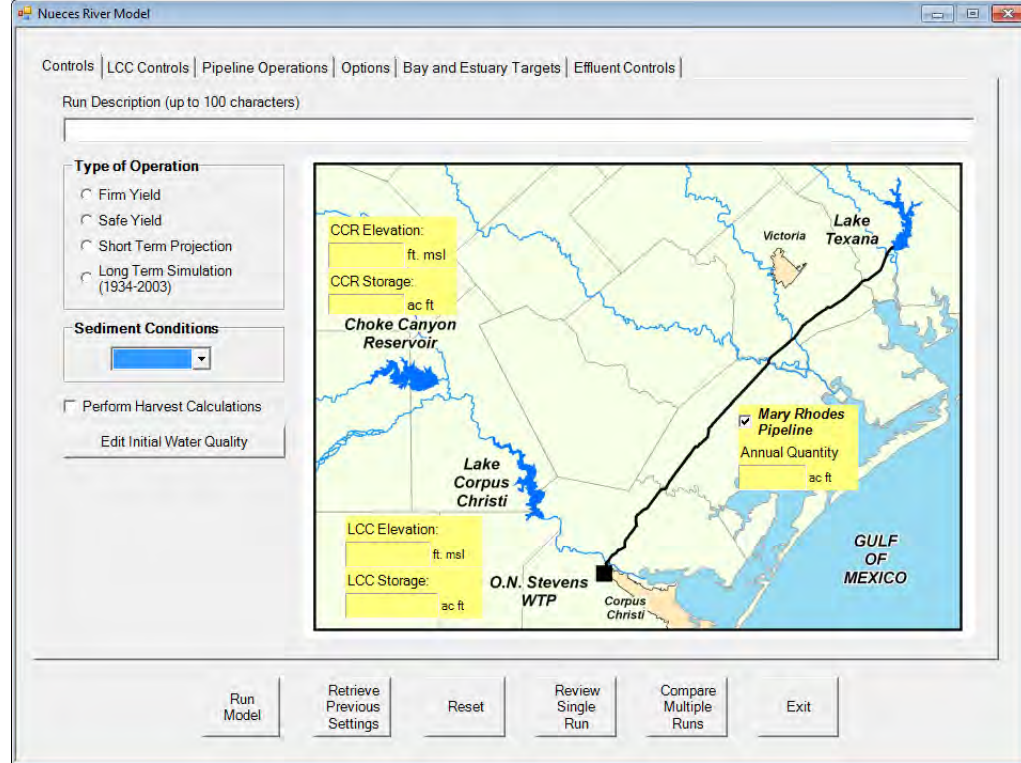 Nueces River Model
Controls
LCC Controls
Pipeline Operations
Options
Bay and Estuary Targets
Effluent Controls
Run Description (up to 100 characters)
Type of Operation
Firm Yield
Safe Yield
Short Term Projection
Long Term Simulation
(1934-2003)
Sediment Conditions
Perform Harvest Calculations
Edit Initial Water Quality
CCR Elevation:
ft. msl
CCR Storage:
ac ft
Choke Canyon
Reservoir
Victoria
Lake
Texana
Mary Rhodes
Pipeline
Annual Quantity
ac ft
Lake
Corpus
Christi
LCC Elevation:
ft. msl
LCC Storage:
ac ft
O.N. Stevens
WTP
Corpus
Christi
GULF
OF
MEXICO
Run
Model
Retrieve
Previous
Settings
Reset
Review
Single
Run
Compare
Multiple
Runs
Exit